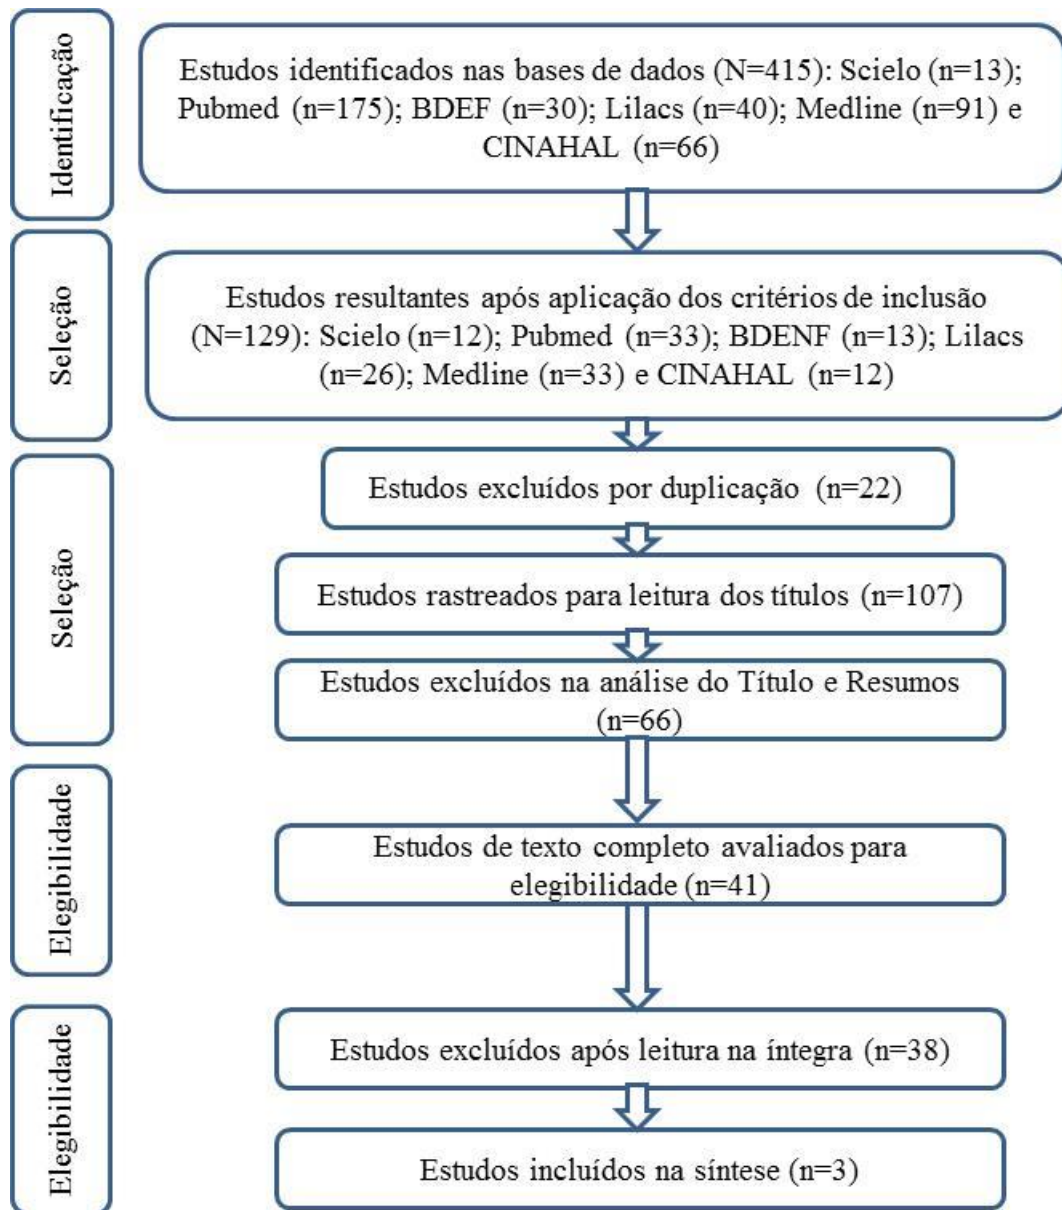 Identificação
Estudos identificados nas bases de dados (N=415): Scielo (n=13);
Pubmed (n=175); BDEF (n=30); Lilacs (n=40); Medline (n=91) e
CINAHAL (n=66)
Seleção
Estudos resultantes após aplicação dos critérios de inclusão
(N=129): Scielo (n=12); Pubmed (n=33); BDENF (n=13); Lilacs
(n=26); Medline (n=33) e CINAHAL (n=12)
Seleção
Estudos excluídos por duplicação (n=22)
Estudos rastreados para leitura dos títulos (n=107)
Estudos excluídos na análise do Título e Resumos
(n=66)
Elegibilidade
Estudos de texto completo avaliados para
elegibilidade (n=41)
Elegibilidade
Estudos excluídos após leitura na íntegra (n=38)
Estudos incluídos na síntese (n=3)